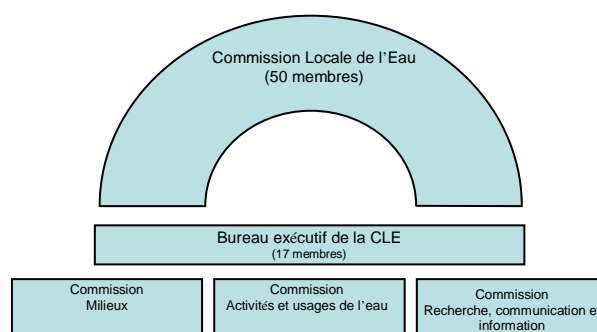 Commission Locale de l'Eau
(50 membres)
Bureau exécutif de la CLE
(17 membres)
Commission
Milieux
Commission
Activités et usages de l'eau
Commission
Recherche, communication et
information